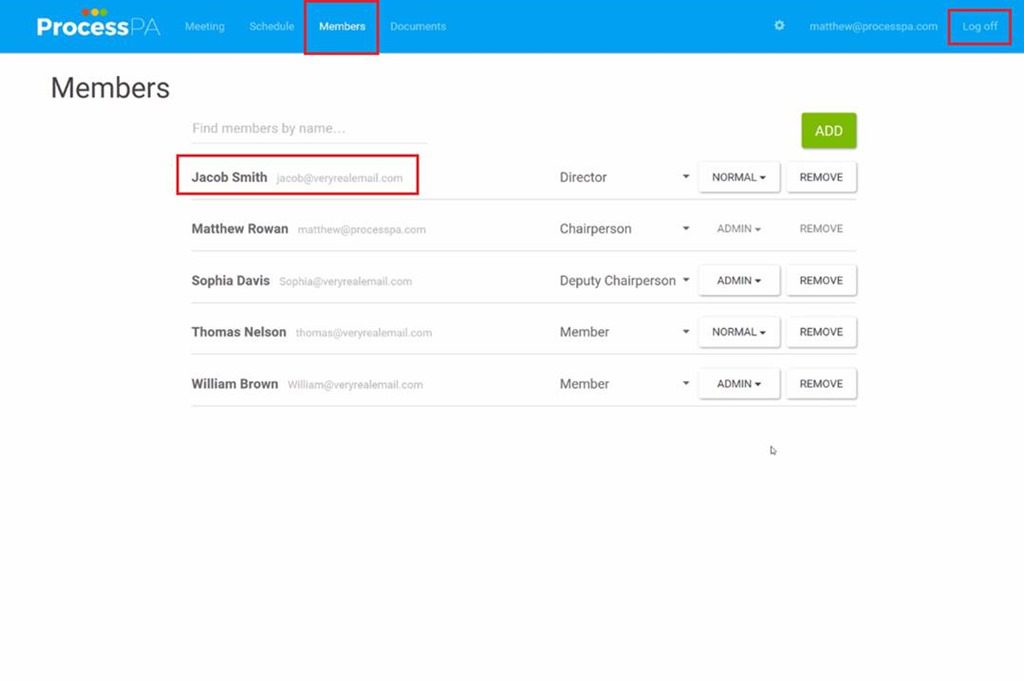 ProcessPA Meeting Schedule Members Documents matthew@processpa.com Log off
Members
Find members by name... ADD
Jacob Smith jacob@veryrealemail.com Director NORMAL REMOVE
Matthew Rowan matthew@processpa.com Chairperson ADMIN REMOVE
Sophia Davis Sophia@veryrealemail.com Deputy Chairperson ADMIN REMOVE
Thomas Nelson thomas@veryrealemail.com Member NORMAL REMOVE
William Brown William@veryrealemail.com Member ADMIN REMOVE